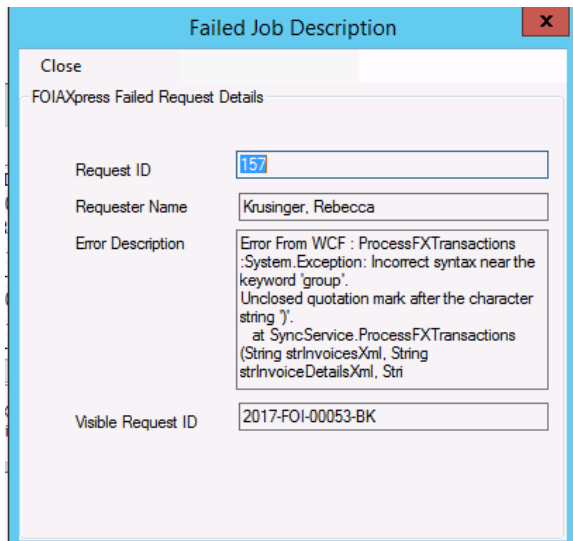 Failed Job Description
x
Close
FOIAXpress Failed Request Details
Request ID
157
Requester Name
Krusinger, Rebecca
Error Description
Error From WCF : ProcessFXTransactions
:System.Exception: Incorrect syntax near the
keyword 'group'.
Unclosed quotation mark after the character
string ')'.
at SyncService.ProcessFXTransactions
(String strInvoicesXml, String
strInvoiceDetailsXml, Stri
Visible Request ID
2017-FOI-00053-BK